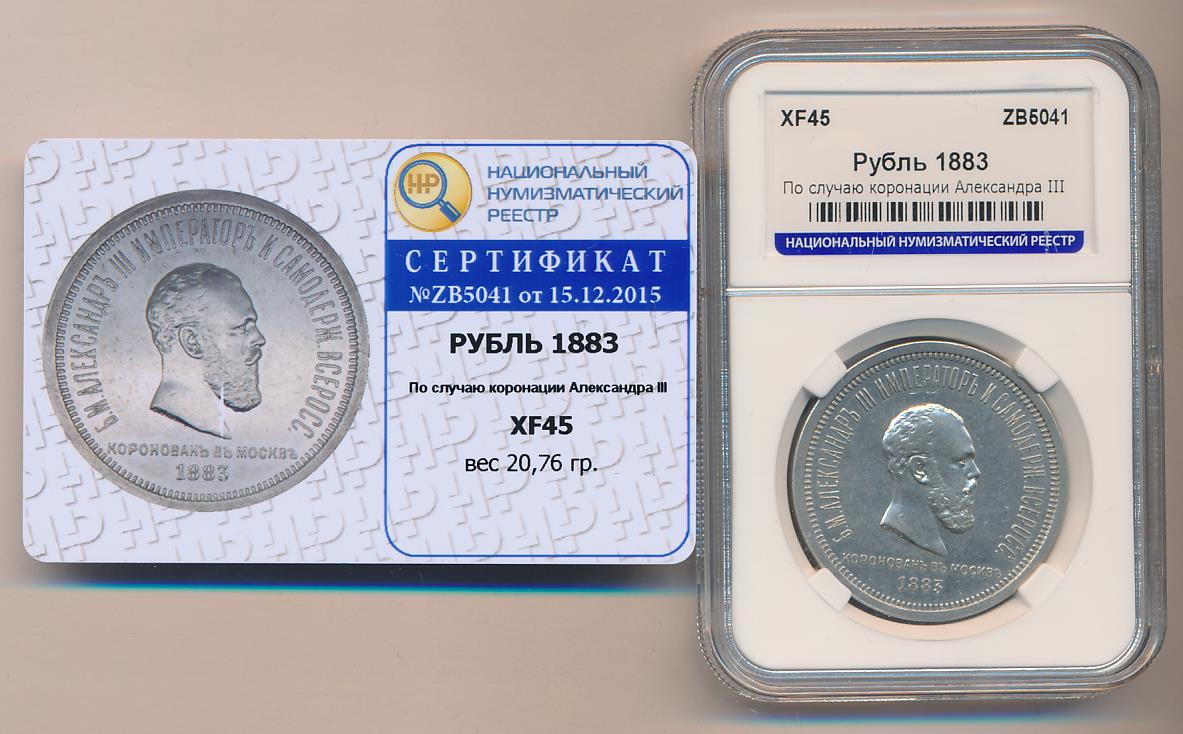 Б.М.АЛЕКСАНДРЪ III ИМПЕРАТОРЪ И САМОДЕРЖ. ВСЕРОСС.
КОРОНОВАНЪ ВЪ МОСКВѢ
1883
ННР
НАЦИОНАЛЬНЫЙ
НУМИЗМАТИЧЕСКИЙ
РЕЕСТР
СЕРТИФИКАТ
№ZB5041 от 15.12.2015
РУБЛЬ 1883
По случаю коронации Александра III
XF45
вес 20,76 гр.
XF45 ZB5041
Рубль 1883
По случаю коронации Александра III
НАЦИОНАЛЬНЫЙ НУМИЗМАТИЧЕСКИЙ РЕЕСТР
Б.М.АЛЕКСАНДРЪ III ИМПЕРАТОРЪ И САМОДЕРЖ. ВСЕРОСС.
КОРОНОВАНЪ ВЪ МОСКВѢ
1883